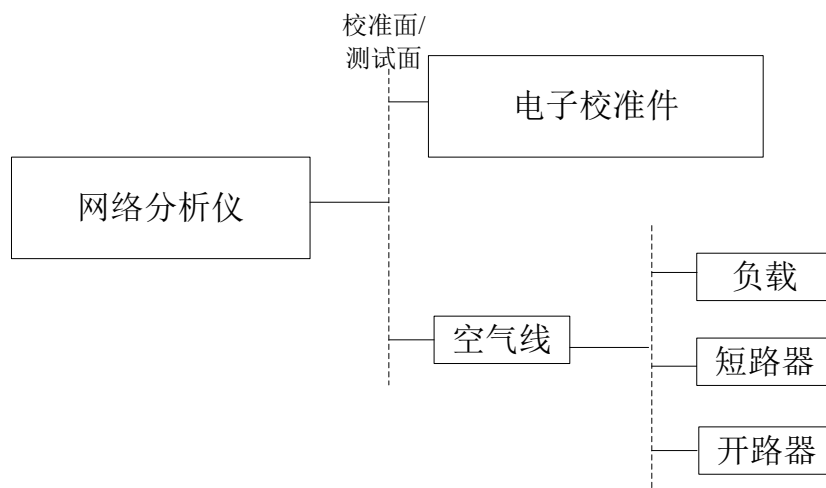 校准面/
测试面
电子校准件
网络分析仪
负载
空气线
短路器
开路器